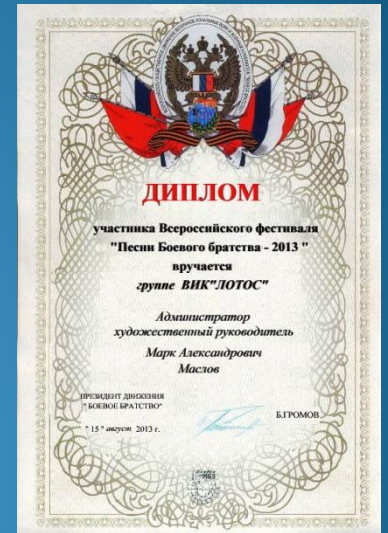 ДИПЛОМ
участника Всероссийского фестиваля
"Песни Боевого братства - 2013 "
вручается
группе ВИК"ЛОТОС"
Администратор
художественный руководитель
Марк Александрович
Маслов
ПРЕЗИДЕНТ ДВИЖЕНИЯ
" БОЕВОЕ БРАТСТВО"
Б.ГРОМОВ
" 15 " август 2013 г.